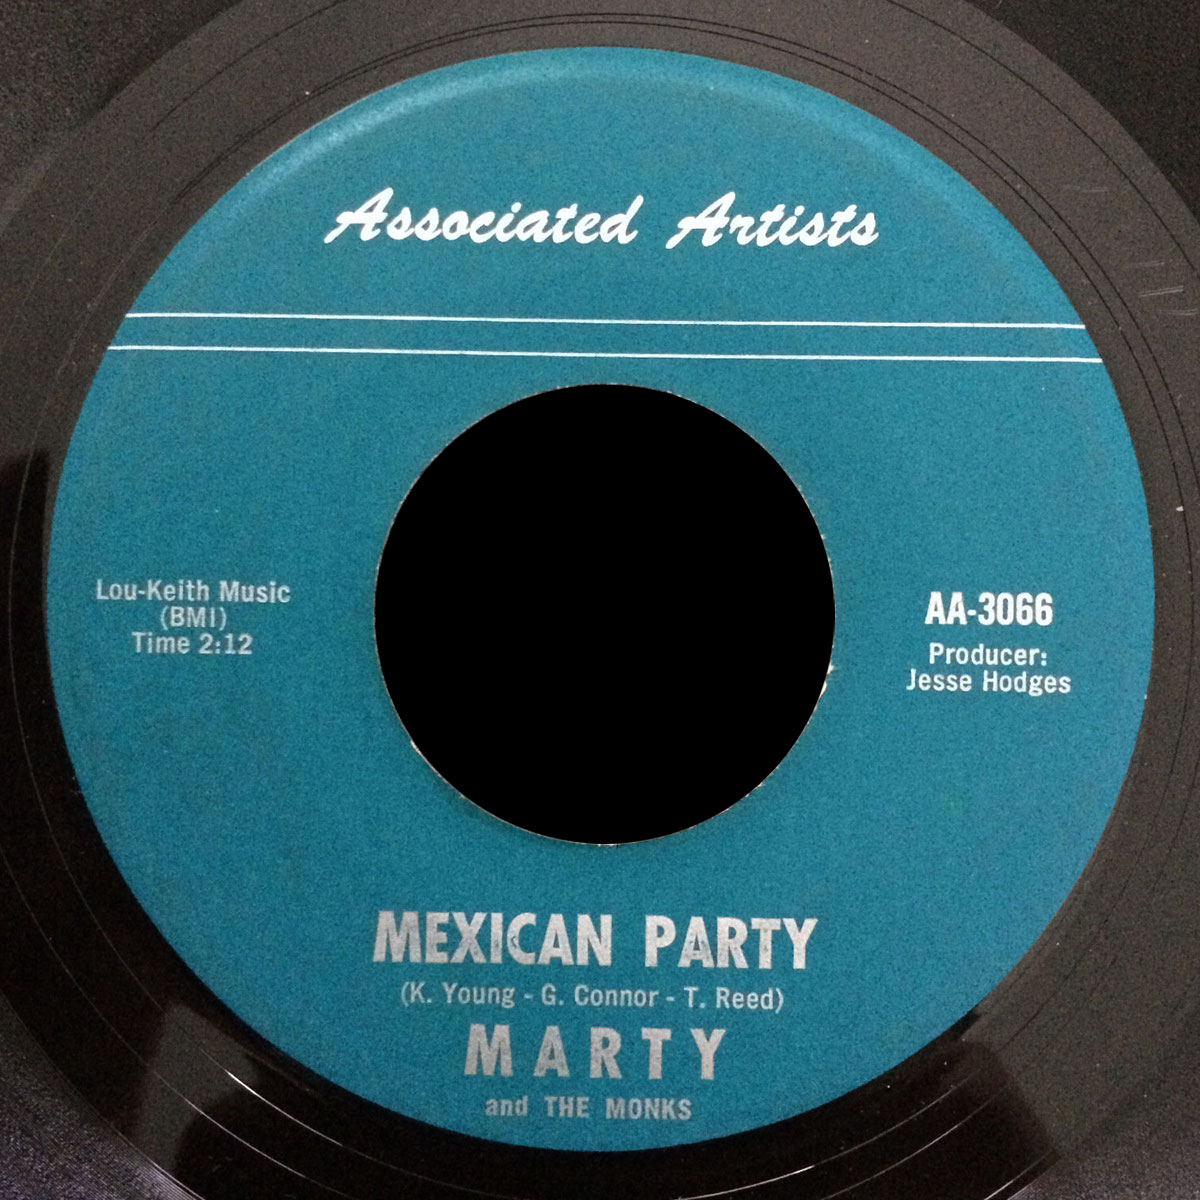 Associated Artists
Lou-Keith Music
(BMI)
Time 2:12
AA-3066
Producer:
Jesse Hodges
MEXICAN PARTY
(K. Young - G. Connor - T. Reed)
MARTY
and THE MONKS